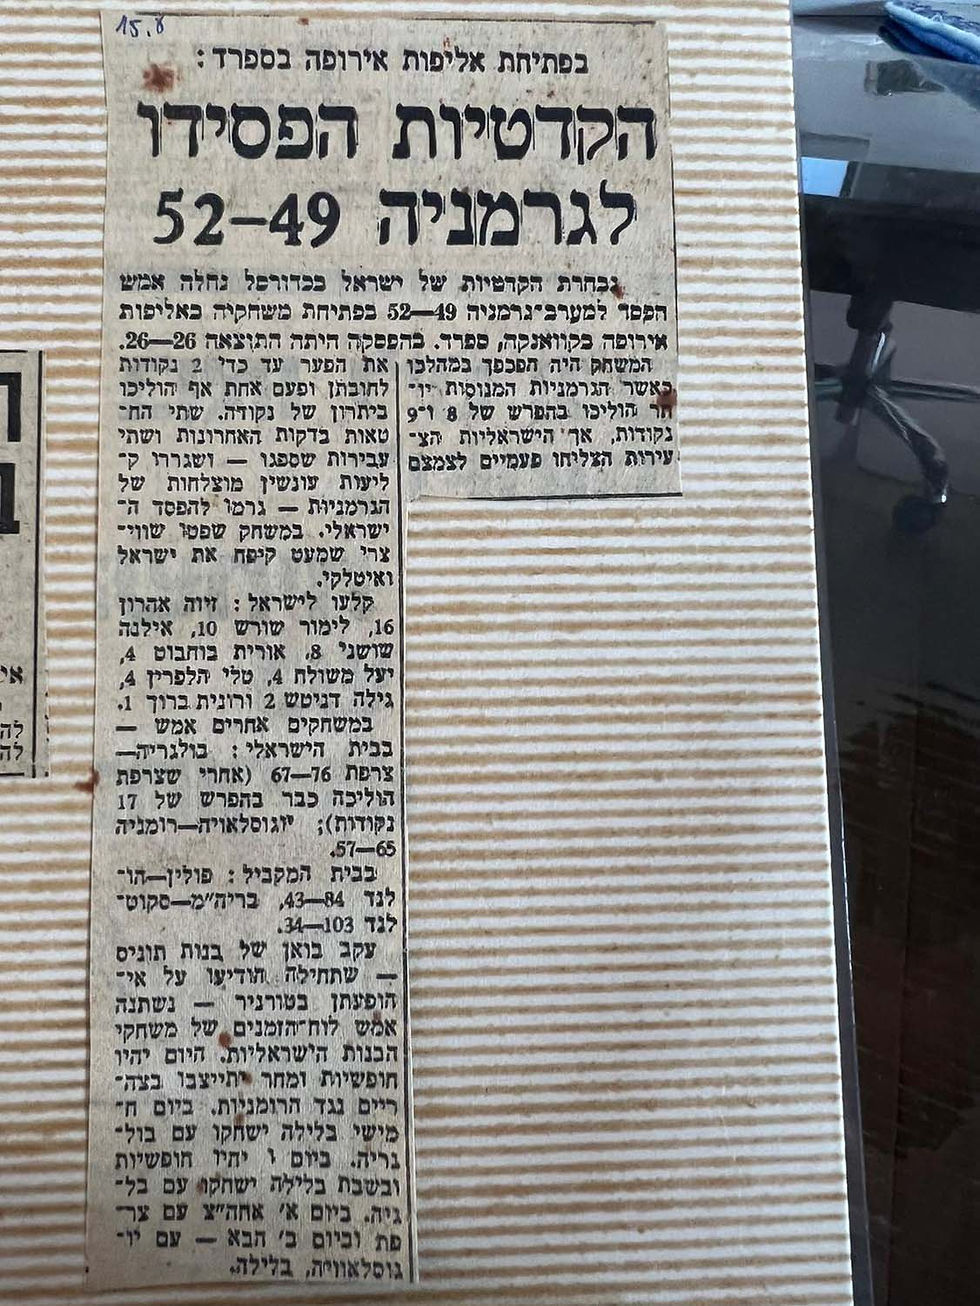 15.8
בפתיחת אליפות אירופה בספרד:
הקדטיות הפסידו
לגרמניה 52–49
נבחרת הקדטיות של ישראל בכדורסל נחלה אמש
הפסד למערב־גרמניה 52—49 בפתיחת משחקיה באליפות
אירופה בקוואנקה, ספרד. בהפסקה היתה התוצאה 26—26.
המשחק היה הפכפך במהלכו
כאשר הגרמניות המנוסות יו־
תר הוליכו בהפרש של 8 ו־9
נקודות, אך הישראליות הצ־
עירות הצליחו פעמיים לצמצם
את הפער עד כדי 2 נקודות
לחובתן ופעם אחת אף הוליכו
ביתרון של נקודה. שתי הח־
טאות בדקות האחרונות ושתי
עבירות שספגו — ושגררו ק־
ליעות עונשין מוצלחות של
הגרמניות — גרמו להפסד ה־
ישראלי. במשחק שפטו שווי־
צרי שמעט קיפח את ישראל
ואיטלקי.
קלעו לישראל: זיוה אהרון
16, לימור שורש 10, אילנה
שושני 8, אורית בוחבוט 4,
יעל משולח 4, טלי הלפרין 4,
גילה דניטש 2 ורונית ברוך 1.
במשחקים אחרים אמש —
בבית הישראלי: בולגריה—
צרפת 76—67 (אחרי שצרפת
הוליכה כבר בהפרש של 17
נקודות); יוגוסלאויה—רומניה
65—57.
בבית המקביל: פולין—הו־
לנד 84—43, בריה״מ—סקוט־
לנד 103—34.
עקב בואן של בנות תוניס
— שתחילה הודיעו על אי־
הופעתן בטורניר — נשתנה
אמש לוח־הזמנים של משחקי
הבנות הישראליות. היום יהיו
חופשיות ומחר יתייצבו בצה־
ריים נגד הרומניות. ביום ח־
מישי בלילה ישחקו עם בול־
גריה. ביום ו יהיו חופשיות
ובשבת בלילה ישחקו עם בל־
גיה. ביום א׳ אחה״צ עם צר־
פת וביום ב׳ הבא — עם יו־
גוסלאוויה, בלילה.
אי
לה
לה